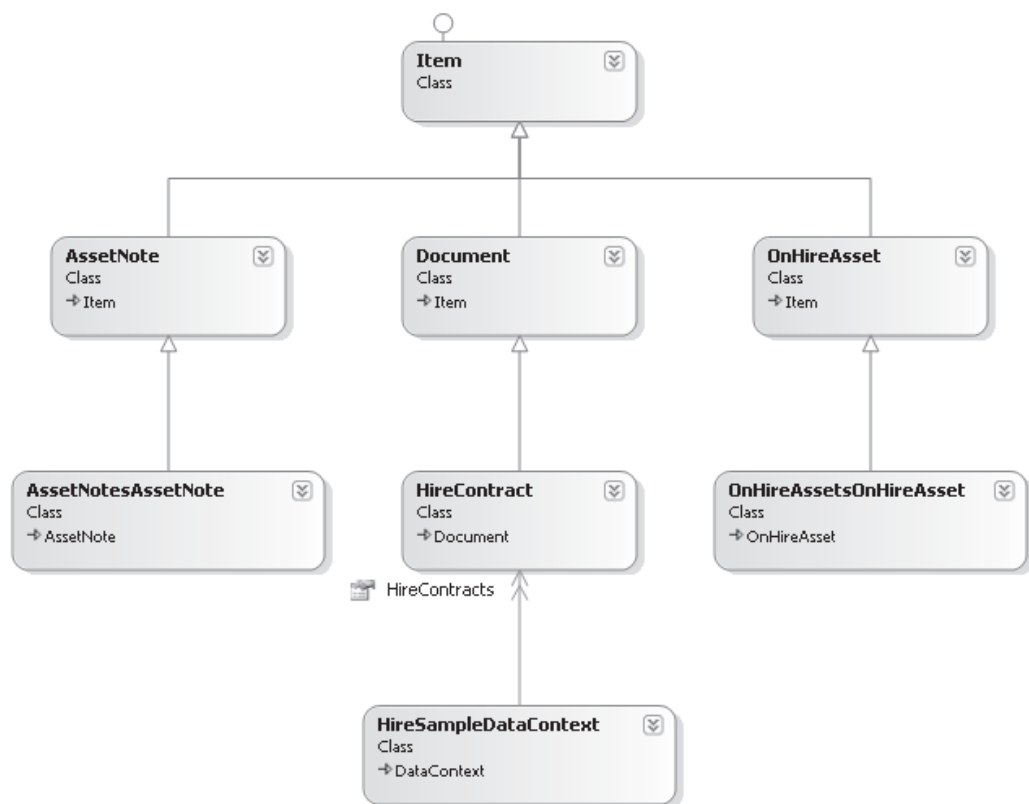 Item
Class
AssetNote
Class
Item
Document
Class
Item
OnHireAsset
Class
Item
AssetNotesAssetNote
Class
AssetNote
HireContract
Class
Document
OnHireAssetsOnHireAsset
Class
OnHireAsset
HireContracts
HireSampleDataContext
Class
DataContext